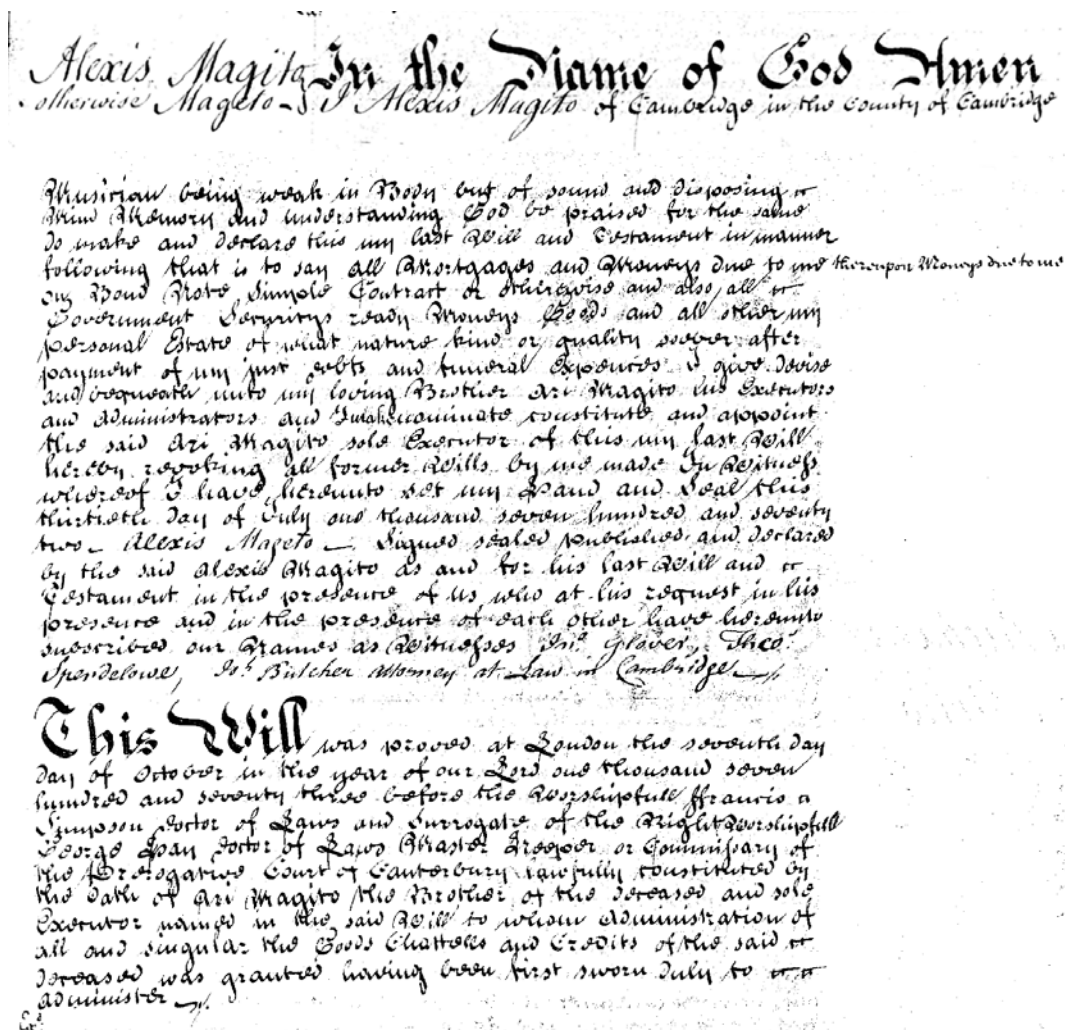 Alexis Magito In the Name of God Amen
otherwise Mageto } I Alexis Magito of Cambridge in the County of Cambridge
Musician being weak in Body but of sound and disposing
Mind Memory and understanding God be praised for the same
do make and declare this my last Will and Testament in manner
following that is to say all Mortgages and Moneys due to me thereupon Moneys due to me
on Bond Note Simple Contract or otherwise and also all
Government Securitys ready Moneys Goods and all other my
personal Estate of what nature kind or quality soever after
payment of my just debts and funeral Expences I give devise
and bequeath unto my loving Brother Ari Magito his Executors
and Administrators and I make nominate constitute and appoint
the said Ari Magito sole Executor of this my last Will
hereby revoking all former Wills by me made In Witness
whereof I have hereunto set my Hand and Seal this
thirtieth day of July one thousand seven hundred and seventy
two – Alexis Mageto – Signed sealed published and declared
by the said Alexis Magito as and for his last Will and
Testament in the presence of us who at his request in his
presence and in the presence of each other have hereunto
subscribed our Names as Witnesses Jno. Glover, Theo.
Spendelowe, Jos. Butcher Attorney at Law in Cambridge
This Will was proved at London the seventh day
day of October in the year of our Lord one thousand seven
hundred and seventy three before the Worshipfull ffrancis
Simpson Doctor of Laws and Surrogate of the Right Worshipfull
George Hay Doctor of Laws Master Keeper or Commissary of
the Prerogative Court of Canterbury lawfully constituted by
the Oath of Ari Magito the Brother of the deceased and sole
Executor named in the said Will to whom Administration of
all and singular the Goods Chattells and Credits of the said
deceased was granted having been first sworn duly to
administer